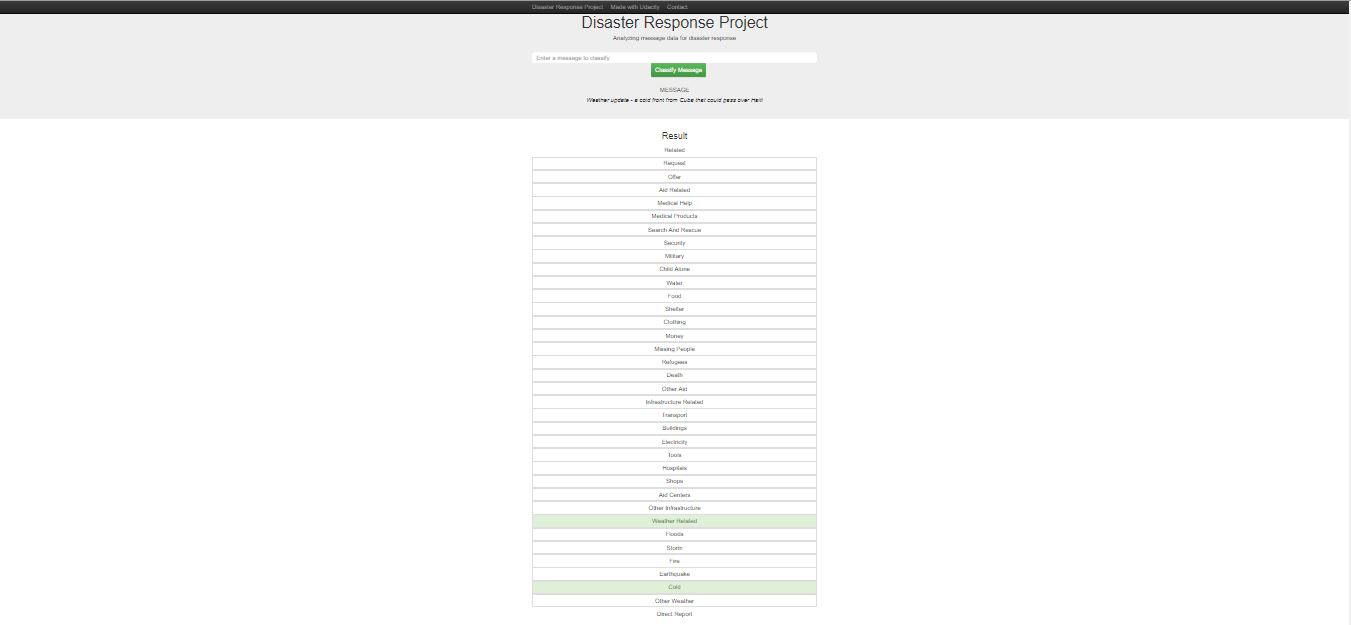 Disaster Response Project Made with Udacity Contact
Disaster Response Project
Analyzing message data for disaster response
Enter a message to classify
Classify Message
MESSAGE
Weather update - a cold front from Cuba that could pass over Haiti
Result
Related
Request
Offer
Aid Related
Medical Help
Medical Products
Search And Rescue
Security
Military
Child Alone
Water
Food
Shelter
Clothing
Money
Missing People
Refugees
Death
Other Aid
Infrastructure Related
Transport
Buildings
Electricity
Tools
Hospitals
Shops
Aid Centers
Other Infrastructure
Weather Related
Floods
Storm
Fire
Earthquake
Cold
Other Weather
Direct Report